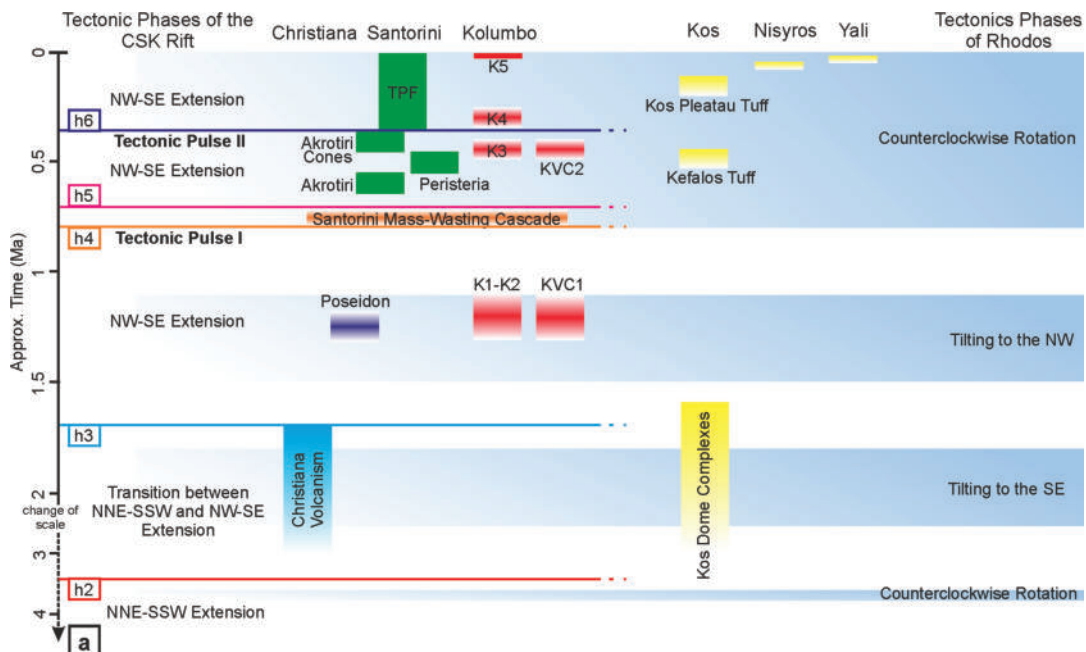 Tectonic Phases of the
CSK Rift
Christiana
Santorini
Kolumbo
Kos
Nisyros
Yali
Tectonics Phases
of Rhodos
Approx. Time (Ma)
0
0.5
1
1.5
2
change of
scale
3
4
NW-SE Extension
TPF
K5
K4
Kos Pleatau Tuff
h6
Tectonic Pulse II
Counterclockwise Rotation
NW-SE Extension
Akrotiri
Cones
K3
KVC2
Kefalos Tuff
Akrotiri
Peristeria
h5
Santorini Mass-Wasting Cascade
h4
Tectonic Pulse I
K1-K2
KVC1
Poseidon
NW-SE Extension
Tilting to the NW
h3
Christiana
Volcanism
Kos Dome Complexes
Transition between
NNE-SSW and NW-SE
Extension
Tilting to the SE
h2
Counterclockwise Rotation
NNE-SSW Extension
a